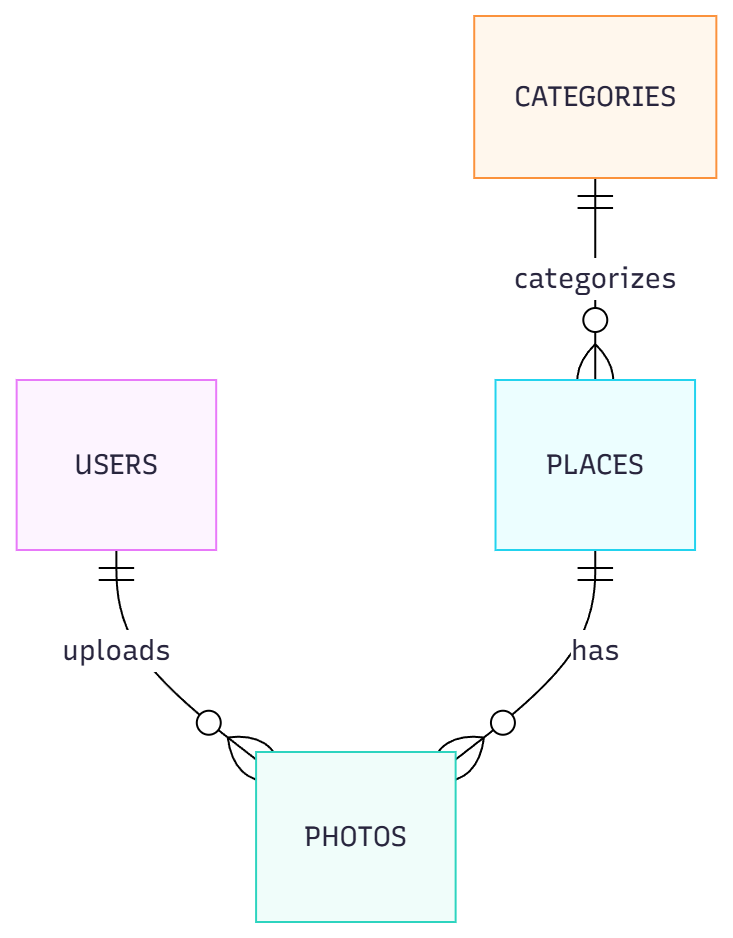 CATEGORIES
categorizes
USERS
PLACES
uploads
has
PHOTOS